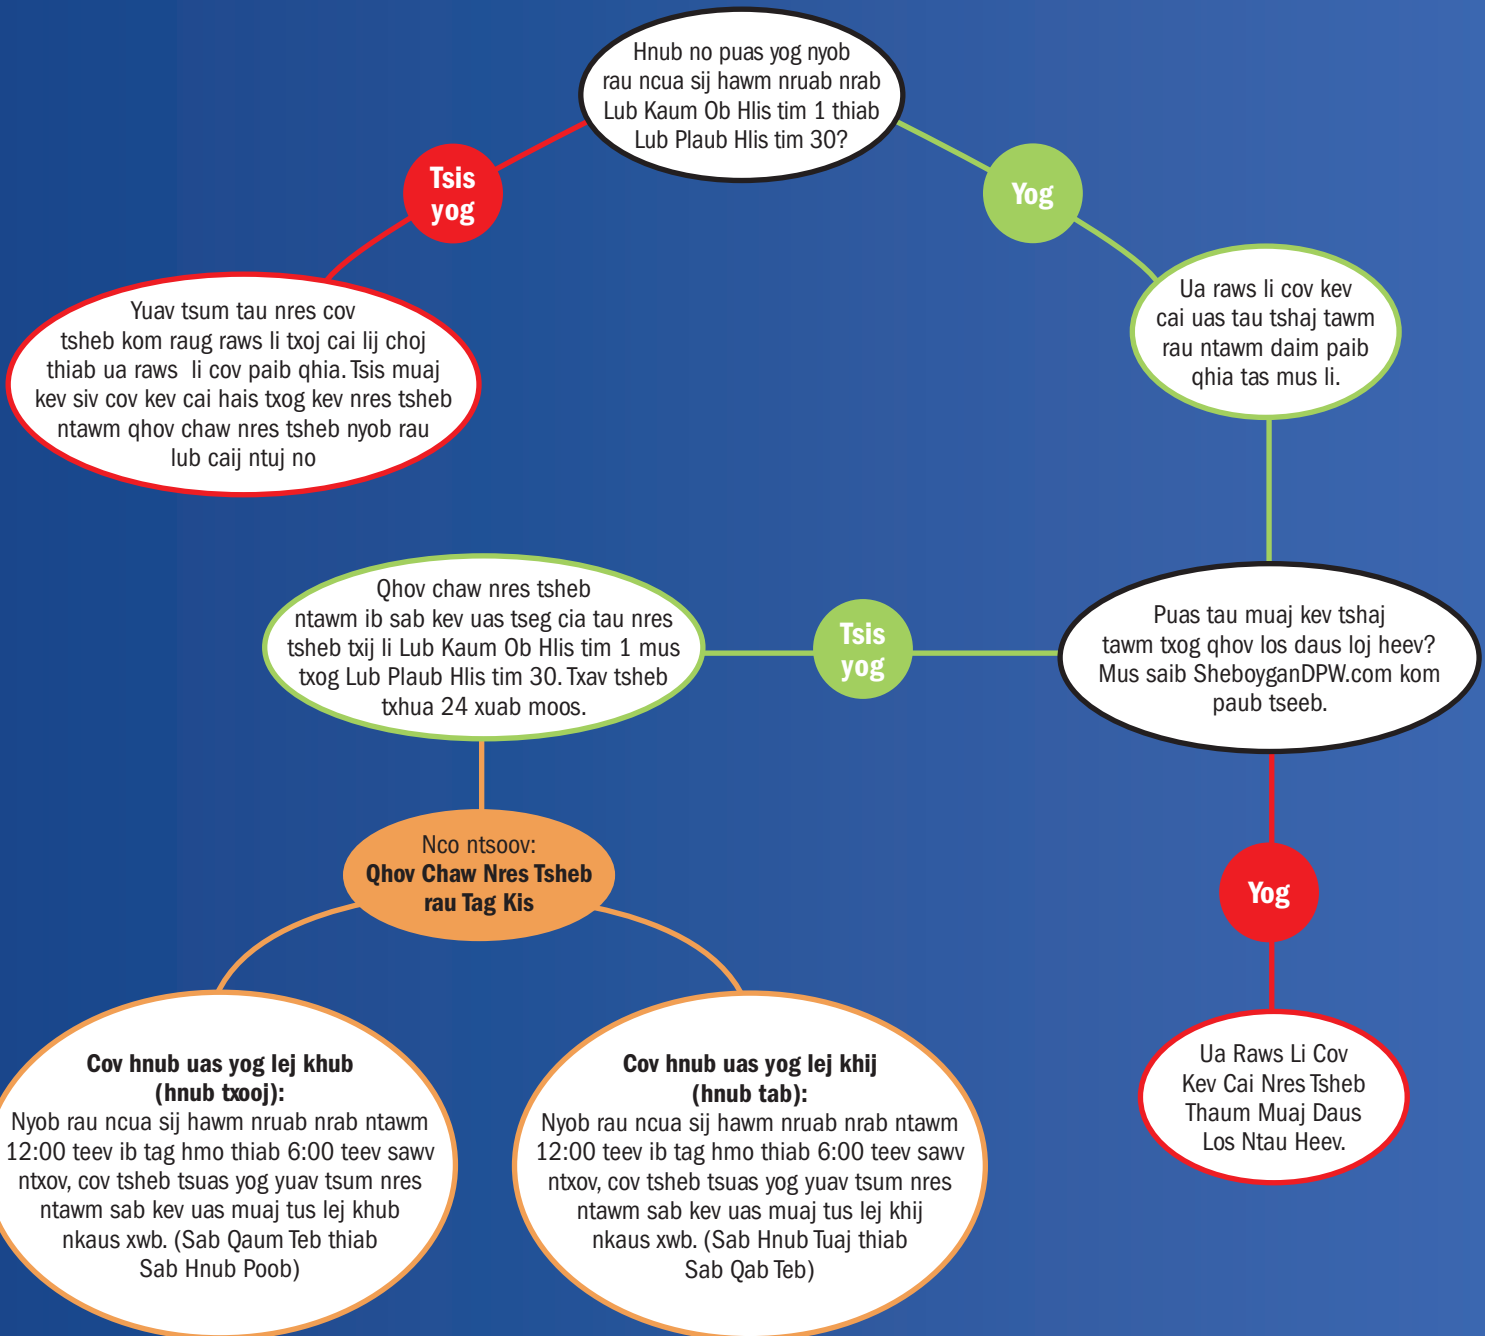 Hnub no puas yog nyob
rau ncua sij hawm nruab nrab
Lub Kaum Ob Hlis tim 1 thiab
Lub Plaub Hlis tim 30?
Tsis
yog
Yog
Yuav tsum tau nres cov
tsheb kom raug raws li txoj cai lij choj
thiab ua raws li cov paib qhia. Tsis muaj
kev siv cov kev cai hais txog kev nres tsheb
ntawm qhov chaw nres tsheb nyob rau
lub caij ntuj no
Ua raws li cov kev
cai uas tau tshaj tawm
rau ntawm daim paib
qhia tas mus li.
Qhov chaw nres tsheb
ntawm ib sab kev uas tseg cia tau nres
tsheb txij li Lub Kaum Ob Hlis tim 1 mus
txog Lub Plaub Hlis tim 30. Txav tsheb
txhua 24 xuab moos.
Tsis
yog
Puas tau muaj kev tshaj
tawm txog qhov los daus loj heev?
Mus saib SheboyganDPW.com kom
paub tseeb.
Nco ntsoov:
Qhov Chaw Nres Tsheb
rau Tag Kis
Yog
Cov hnub uas yog lej khub
(hnub txooj):
Nyob rau ncua sij hawm nruab nrab ntawm
12:00 teev ib tag hmo thiab 6:00 teev sawv
ntxov, cov tsheb tsuas yog yuav tsum nres
ntawm sab kev uas muaj tus lej khub
nkaus xwb. (Sab Qaum Teb thiab
Sab Hnub Poob)
Cov hnub uas yog lej khij
(hnub tab):
Nyob rau ncua sij hawm nruab nrab ntawm
12:00 teev ib tag hmo thiab 6:00 teev sawv
ntxov, cov tsheb tsuas yog yuav tsum nres
ntawm sab kev uas muaj tus lej khij
nkaus xwb. (Sab Hnub Tuaj thiab
Sab Qab Teb)
Ua Raws Li Cov
Kev Cai Nres Tsheb
Thaum Muaj Daus
Los Ntau Heev.